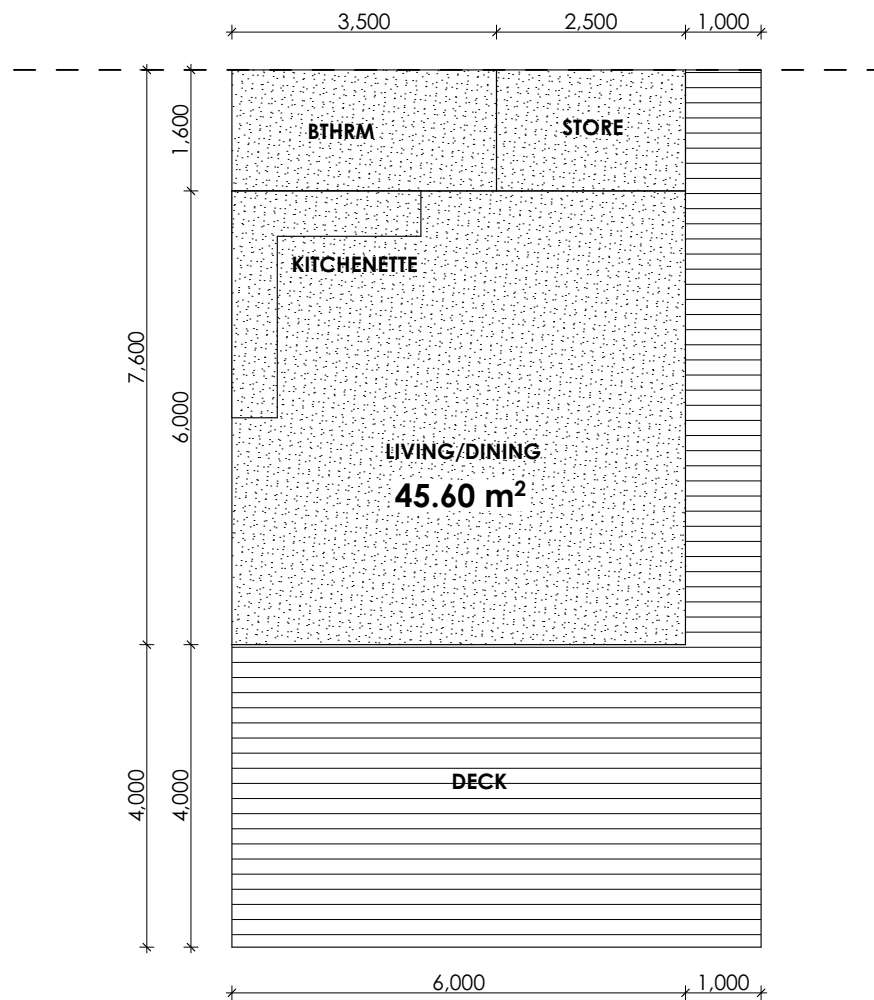 3,500
2,500
1,000
1,600
BTHRM
STORE
KITCHENETTE
7,600
6,000
LIVING/DINING
45.60 m²
DECK
4,000
4,000
6,000
1,000